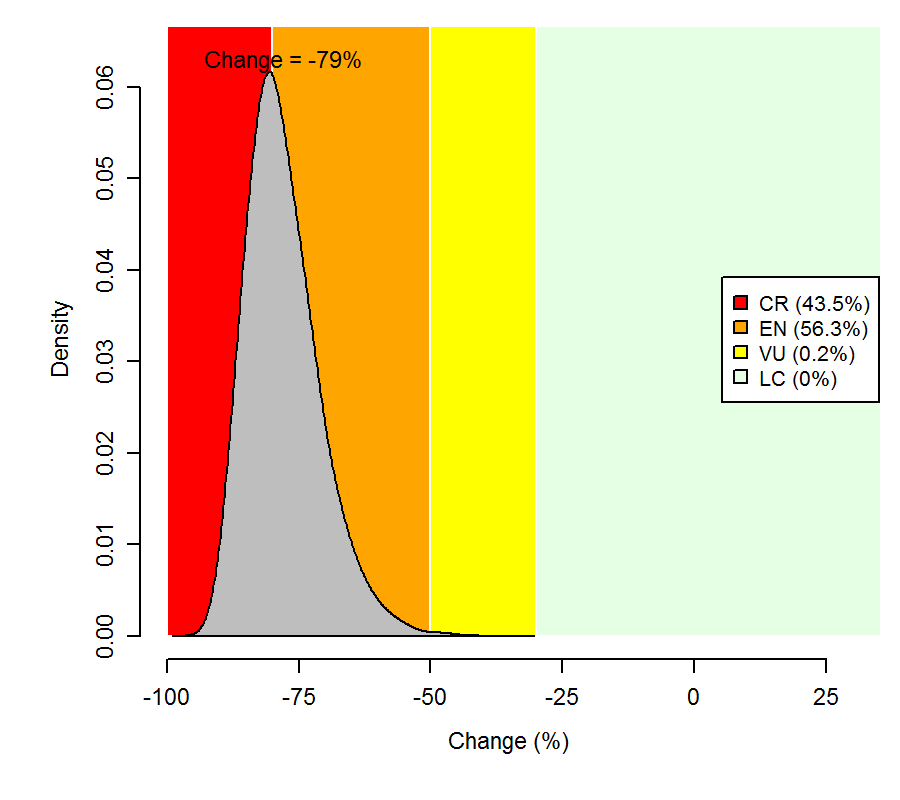 Change = -79%
0.06
0.05
0.04
0.03
0.02
0.01
0.00
Density
CR (43.5%)
EN (56.3%)
VU (0.2%)
LC (0%)
-100 -75 -50 -25 0 25
Change (%)